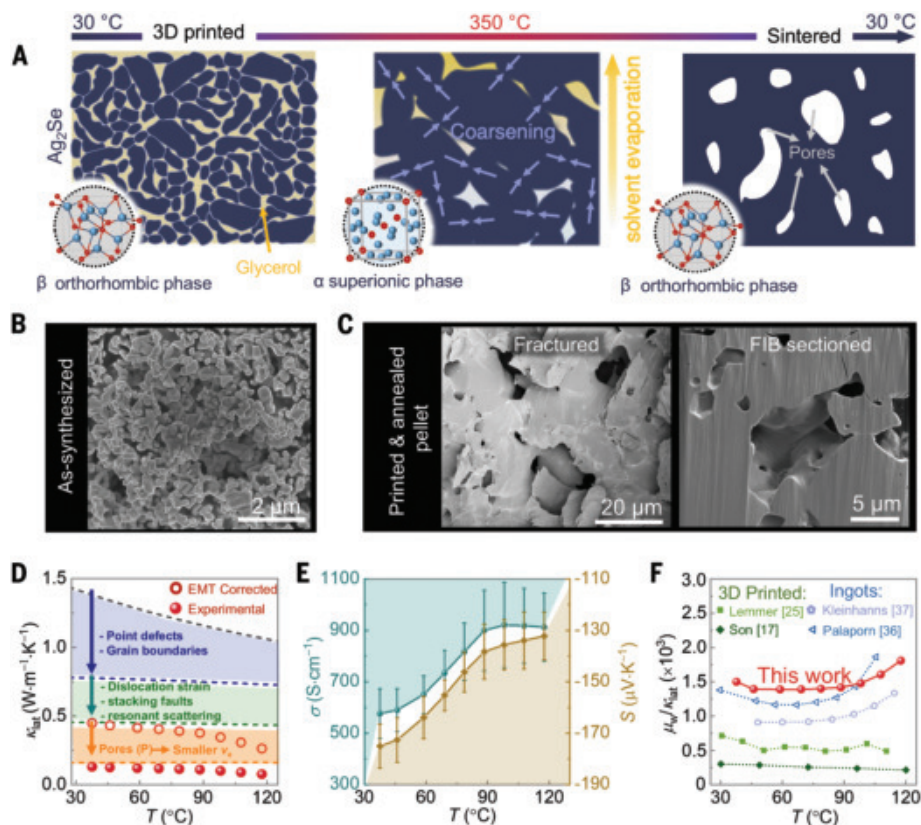 30 °C 3D printed 350 °C Sintered 30 °C
A
Ag₂Se
Coarsening
solvent evaporation
Pores
Glycerol
β orthorhombic phase
α superionic phase
β orthorhombic phase
B
As-synthesized
2 μm
C
Printed & annealed
pellet
Fractured
20 μm
FIB sectioned
5 μm
D
κlat (W·m⁻¹·K⁻¹)
1.5
1.0
0.5
0.0
EMT Corrected
Experimental
- Point defects
- Grain boundaries
- Dislocation strain
- stacking faults
- resonant scattering
Pores (P)→ Smaller vs
30 60 90 120
T (°C)
E
σ (S·cm⁻¹)
1100
900
700
500
300
-110
-130
-150
-170
-190
S (μV·K⁻¹)
30 60 90 120
T (°C)
F
μw/κlat (×10³)
3.0
2.5
2.0
1.5
1.0
0.5
0.0
3D Printed:
Lemmer [25]
Son [17]
Ingots:
Kleinhanns [37]
Palaporn [36]
This work
30 60 90 120
T (°C)